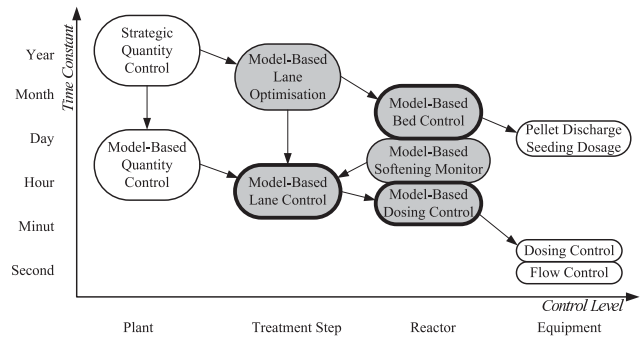 Time Constant
Year
Month
Day
Hour
Minut
Second
Strategic
Quantity
Control
Model-Based
Lane
Optimisation
Model-Based
Bed Control
Pellet Discharge
Seeding Dosage
Model-Based
Quantity
Control
Model-Based
Softening Monitor
Model-Based
Lane Control
Model-Based
Dosing Control
Dosing Control
Flow Control
Control Level
Plant
Treatment Step
Reactor
Equipment